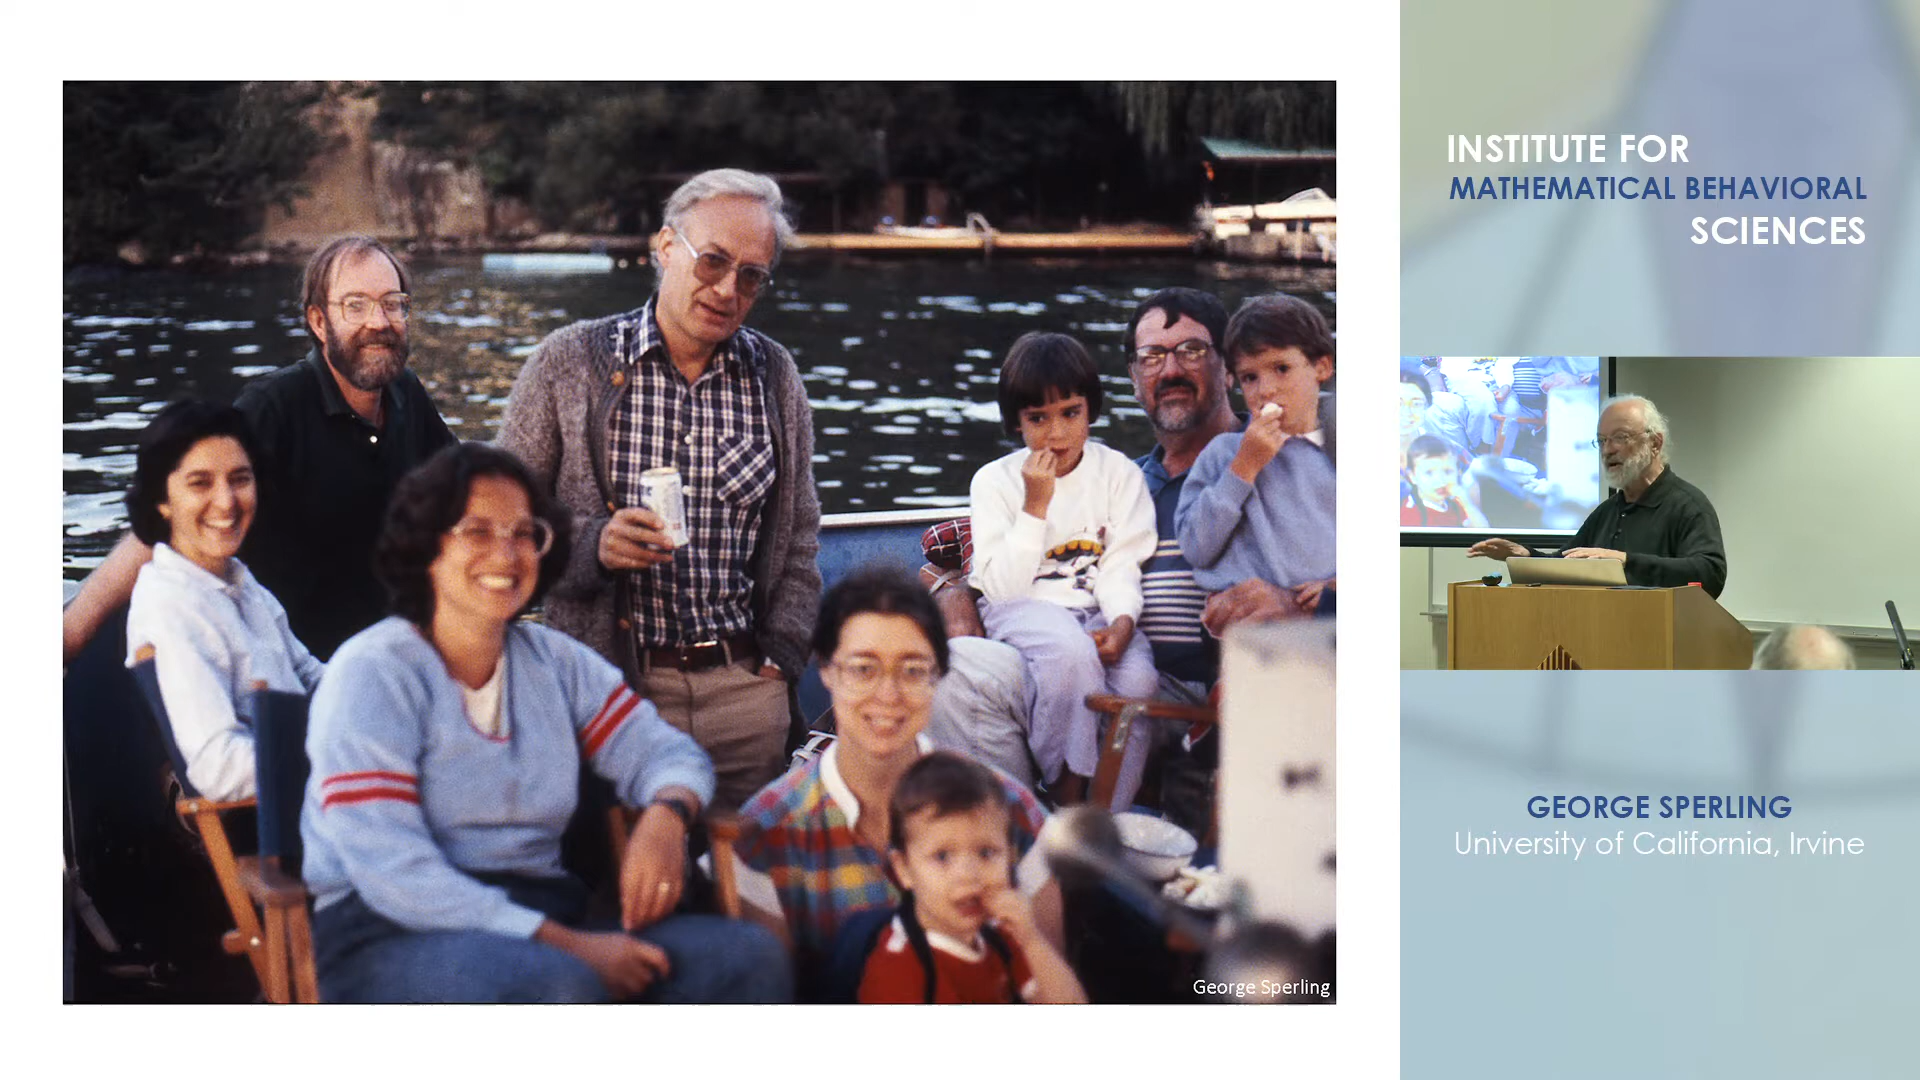 George Sperling
INSTITUTE FOR
MATHEMATICAL BEHAVIORAL
SCIENCES
GEORGE SPERLING
University of California, Irvine